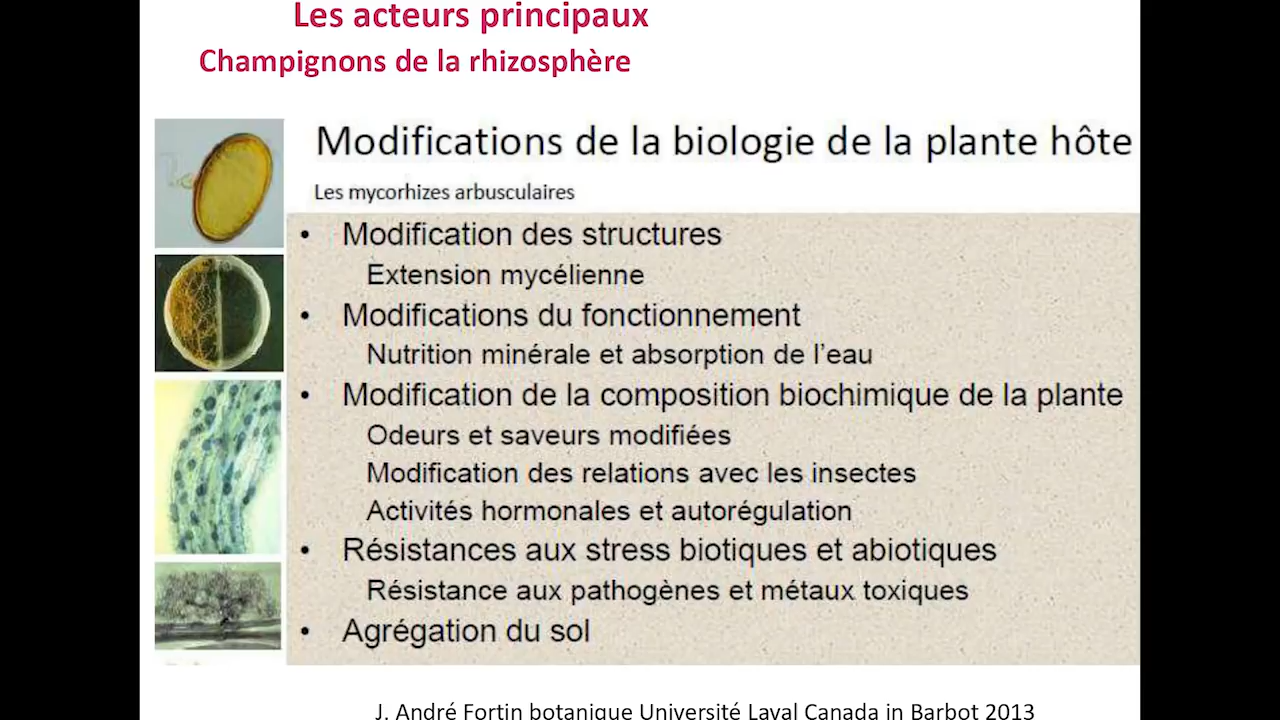 Les acteurs principaux
Champignons de la rhizosphère
Modifications de la biologie de la plante hôte
Les mycorhizes arbusculaires
• Modification des structures
Extension mycélienne
• Modifications du fonctionnement
Nutrition minérale et absorption de l’eau
• Modification de la composition biochimique de la plante
Odeurs et saveurs modifiées
Modification des relations avec les insectes
Activités hormonales et autorégulation
• Résistances aux stress biotiques et abiotiques
Résistance aux pathogènes et métaux toxiques
• Agrégation du sol
J. André Fortin botanique Université Laval Canada in Barbot 2013